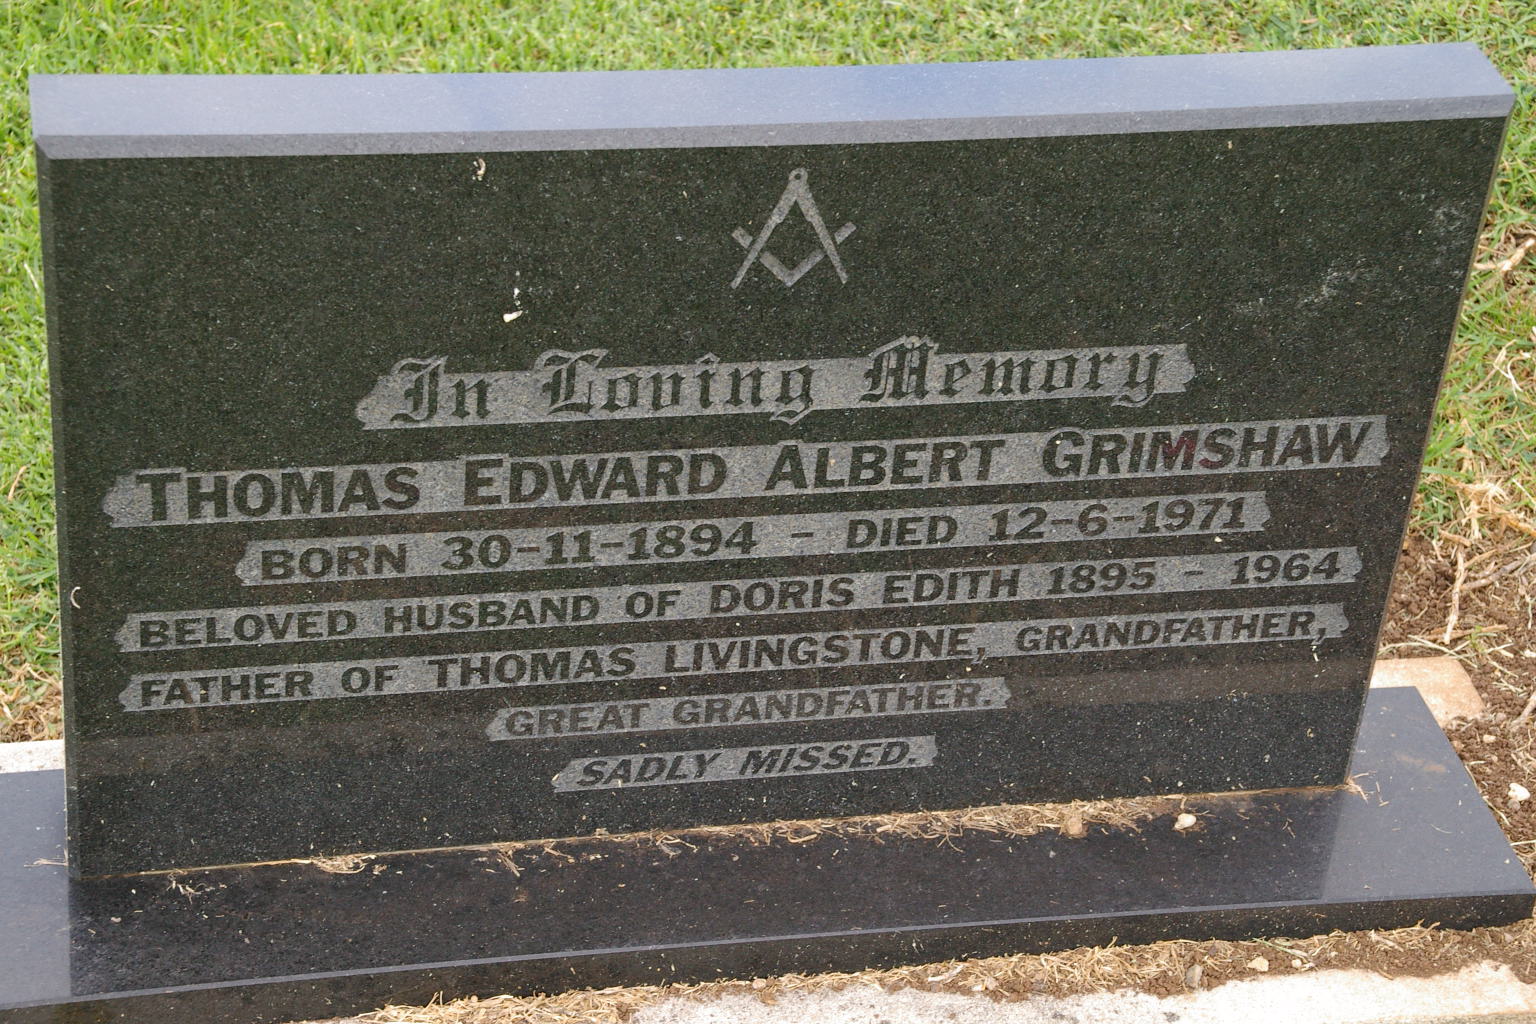 In Loving Memory
THOMAS EDWARD ALBERT GRIMSHAW
BORN 30-11-1894 - DIED 12-6-1971
BELOVED HUSBAND OF DORIS EDITH 1895 - 1964
FATHER OF THOMAS LIVINGSTONE, GRANDFATHER,
GREAT GRANDFATHER.
SADLY MISSED.